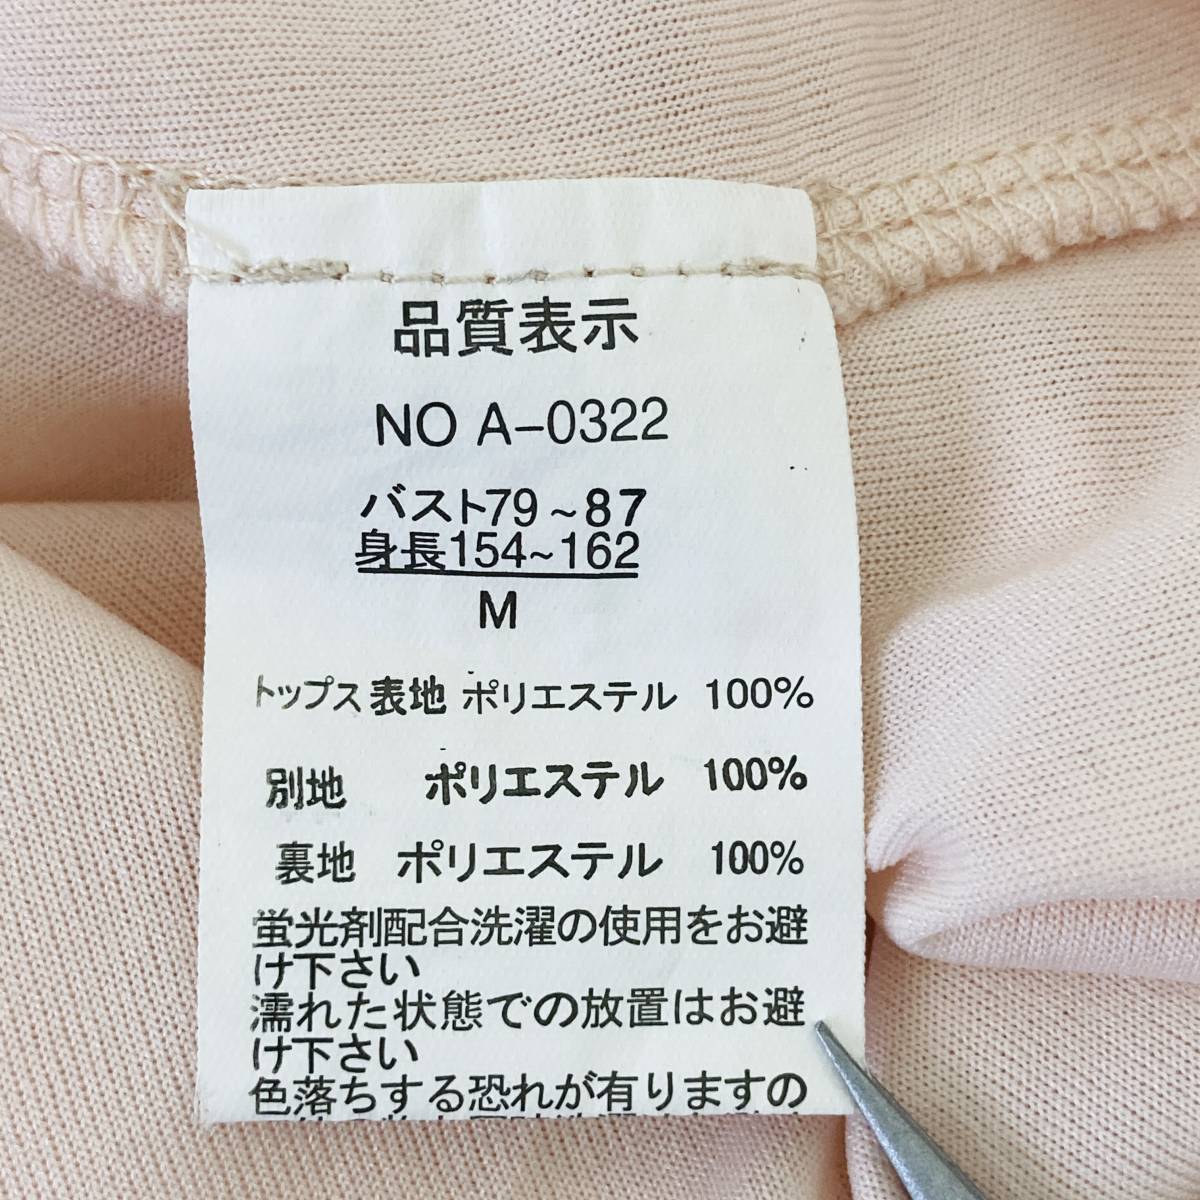 品質表示
NO A-0322
バスト79~87
身長154~162
M
トップス 表地 ポリエステル 100%
別地 ポリエステル 100%
裏地 ポリエステル 100%
蛍光剤配合洗濯の使用をお避
け下さい
濡れた状態での放置はお避
け下さい
色落ちする恐れが有りますの